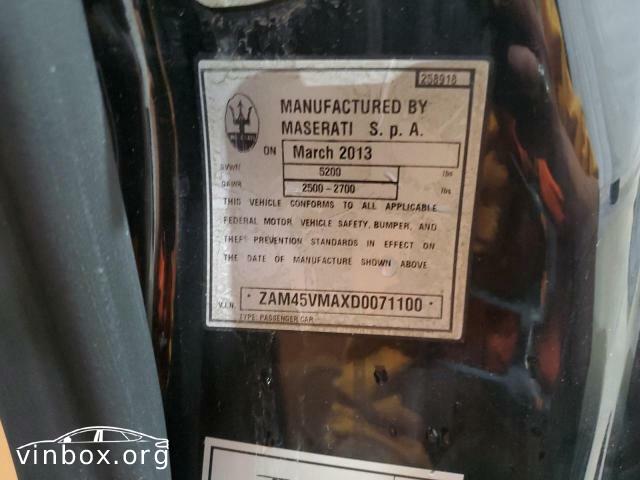 258918
MANUFACTURED BY
MASERATI S. p. A.
ON March 2013
GVWR 5200 lbs
GAWR 2500 - 2700 lbs
THIS VEHICLE CONFORMS TO ALL APPLICABLE
FEDERAL MOTOR VEHICLE SAFETY, BUMPER, AND
THEFT PREVENTION STANDARDS IN EFFECT ON
THE DATE OF MANUFACTURE SHOWN ABOVE
V.I.N. · ZAM45VMAXD0071100 ·
TYPE: PASSENGER CAR
vinbox.org